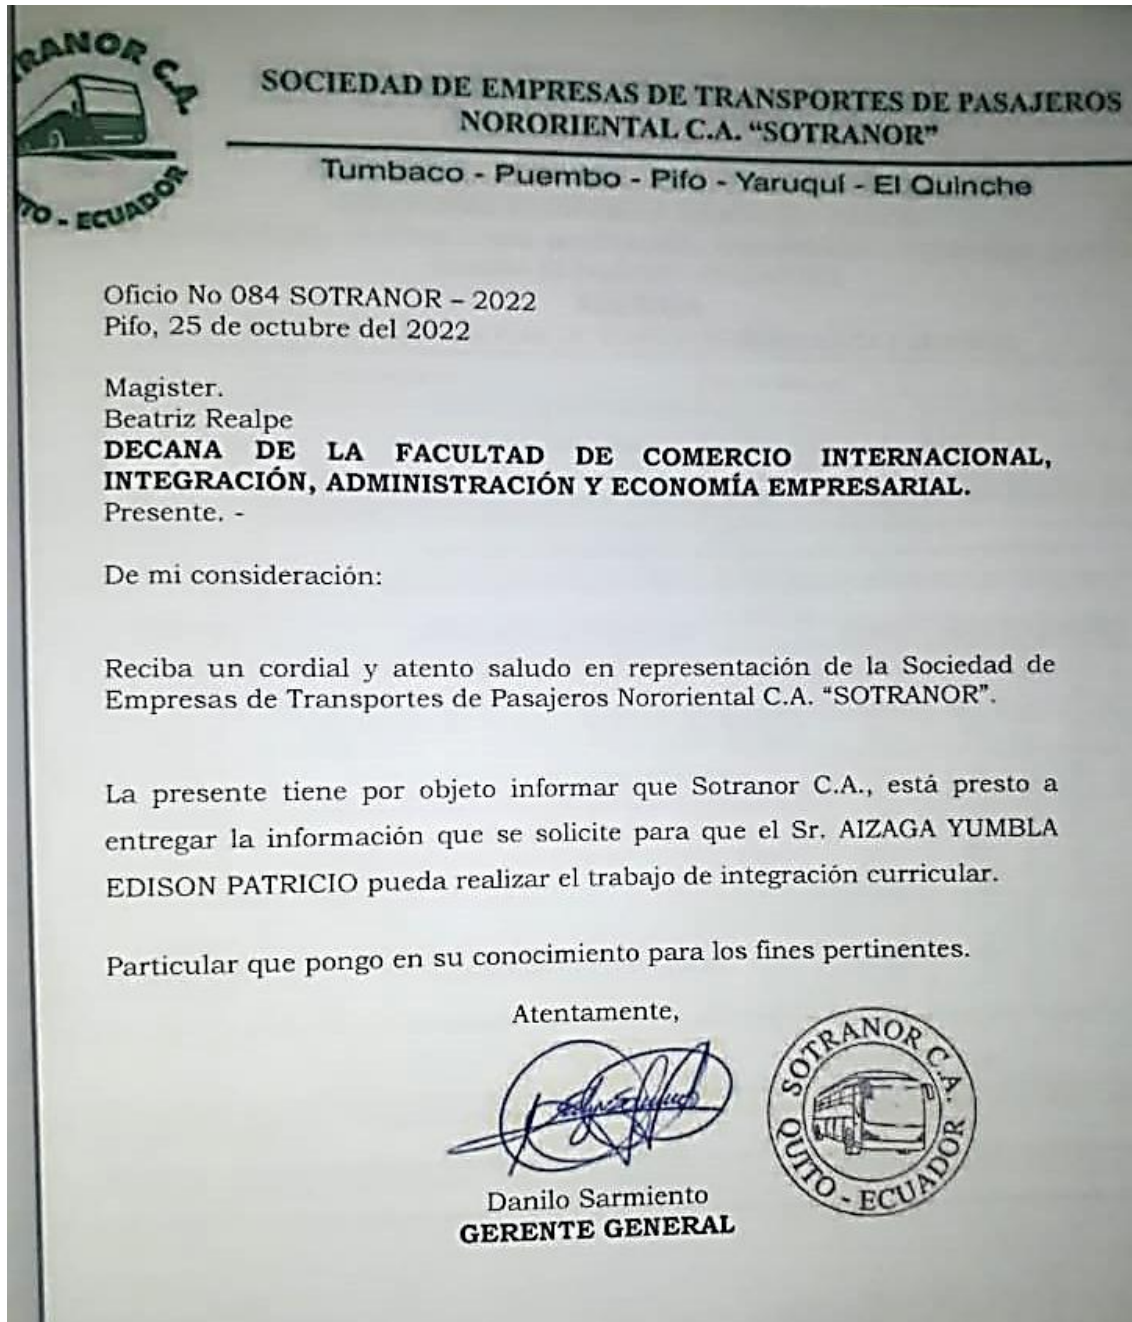 RANOR C.A.
TO - ECUADOR
SOCIEDAD DE EMPRESAS DE TRANSPORTES DE PASAJEROS
NORORIENTAL C.A. “SOTRANOR”
Tumbaco - Puembo - Pifo - Yaruquí - El Quinche
Oficio No 084 SOTRANOR – 2022
Pifo, 25 de octubre del 2022
Magister.
Beatriz Realpe
DECANA DE LA FACULTAD DE COMERCIO INTERNACIONAL,
INTEGRACIÓN, ADMINISTRACIÓN Y ECONOMÍA EMPRESARIAL.
Presente. -
De mi consideración:
Reciba un cordial y atento saludo en representación de la Sociedad de
Empresas de Transportes de Pasajeros Nororiental C.A. “SOTRANOR”.
La presente tiene por objeto informar que Sotranor C.A., está presto a
entregar la información que se solicite para que el Sr. AIZAGA YUMBLA
EDISON PATRICIO pueda realizar el trabajo de integración curricular.
Particular que pongo en su conocimiento para los fines pertinentes.
Atentamente,
SOTRANOR C.A.
QUITO - ECUADOR
Danilo Sarmiento
GERENTE GENERAL